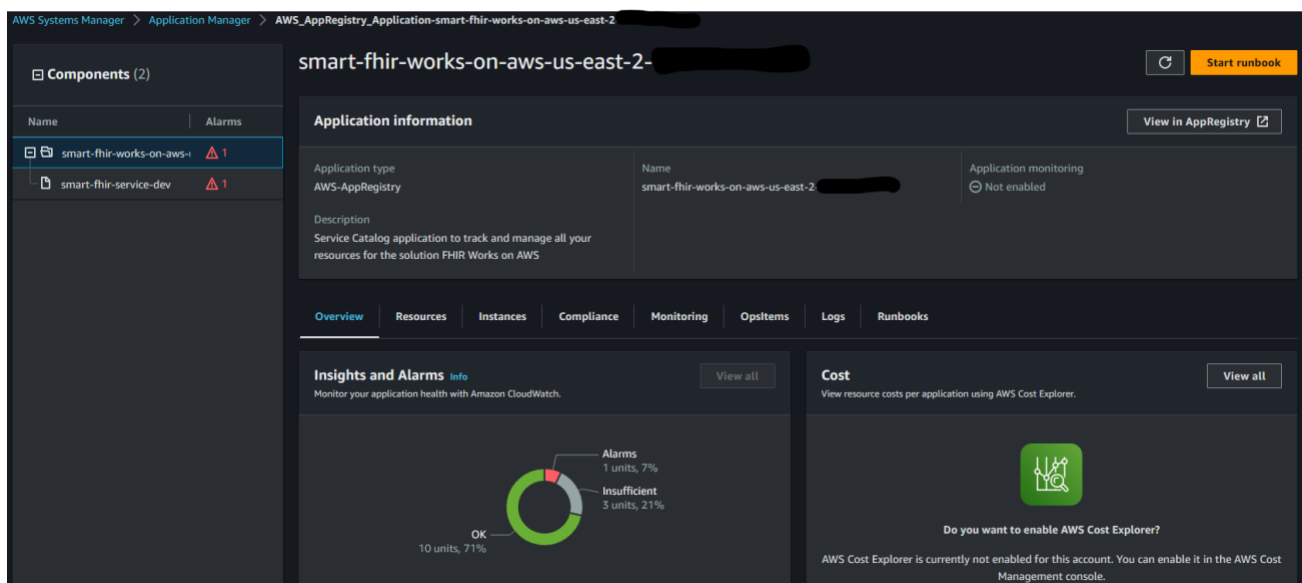 AWS Systems Manager > Application Manager > AWS_AppRegistry_Application-smart-fhir-works-on-aws-us-east-2-
Components (2)
Name Alarms
smart-fhir-works-on-aws- 1
smart-fhir-service-dev 1
smart-fhir-works-on-aws-us-east-2-
Start runbook
Application information
View in AppRegistry
Application type
AWS-AppRegistry
Name
smart-fhir-works-on-aws-us-east-2-
Application monitoring
Not enabled
Description
Service Catalog application to track and manage all your
resources for the solution FHIR Works on AWS
Overview Resources Instances Compliance Monitoring OpsItems Logs Runbooks
Insights and Alarms Info
View all
Monitor your application health with Amazon CloudWatch.
Alarms
1 units, 7%
Insufficient
3 units, 21%
OK
10 units, 71%
Cost
View all
View resource costs per application using AWS Cost Explorer.
Do you want to enable AWS Cost Explorer?
AWS Cost Explorer is currently not enabled for this account. You can enable it in the AWS Cost
Management console.